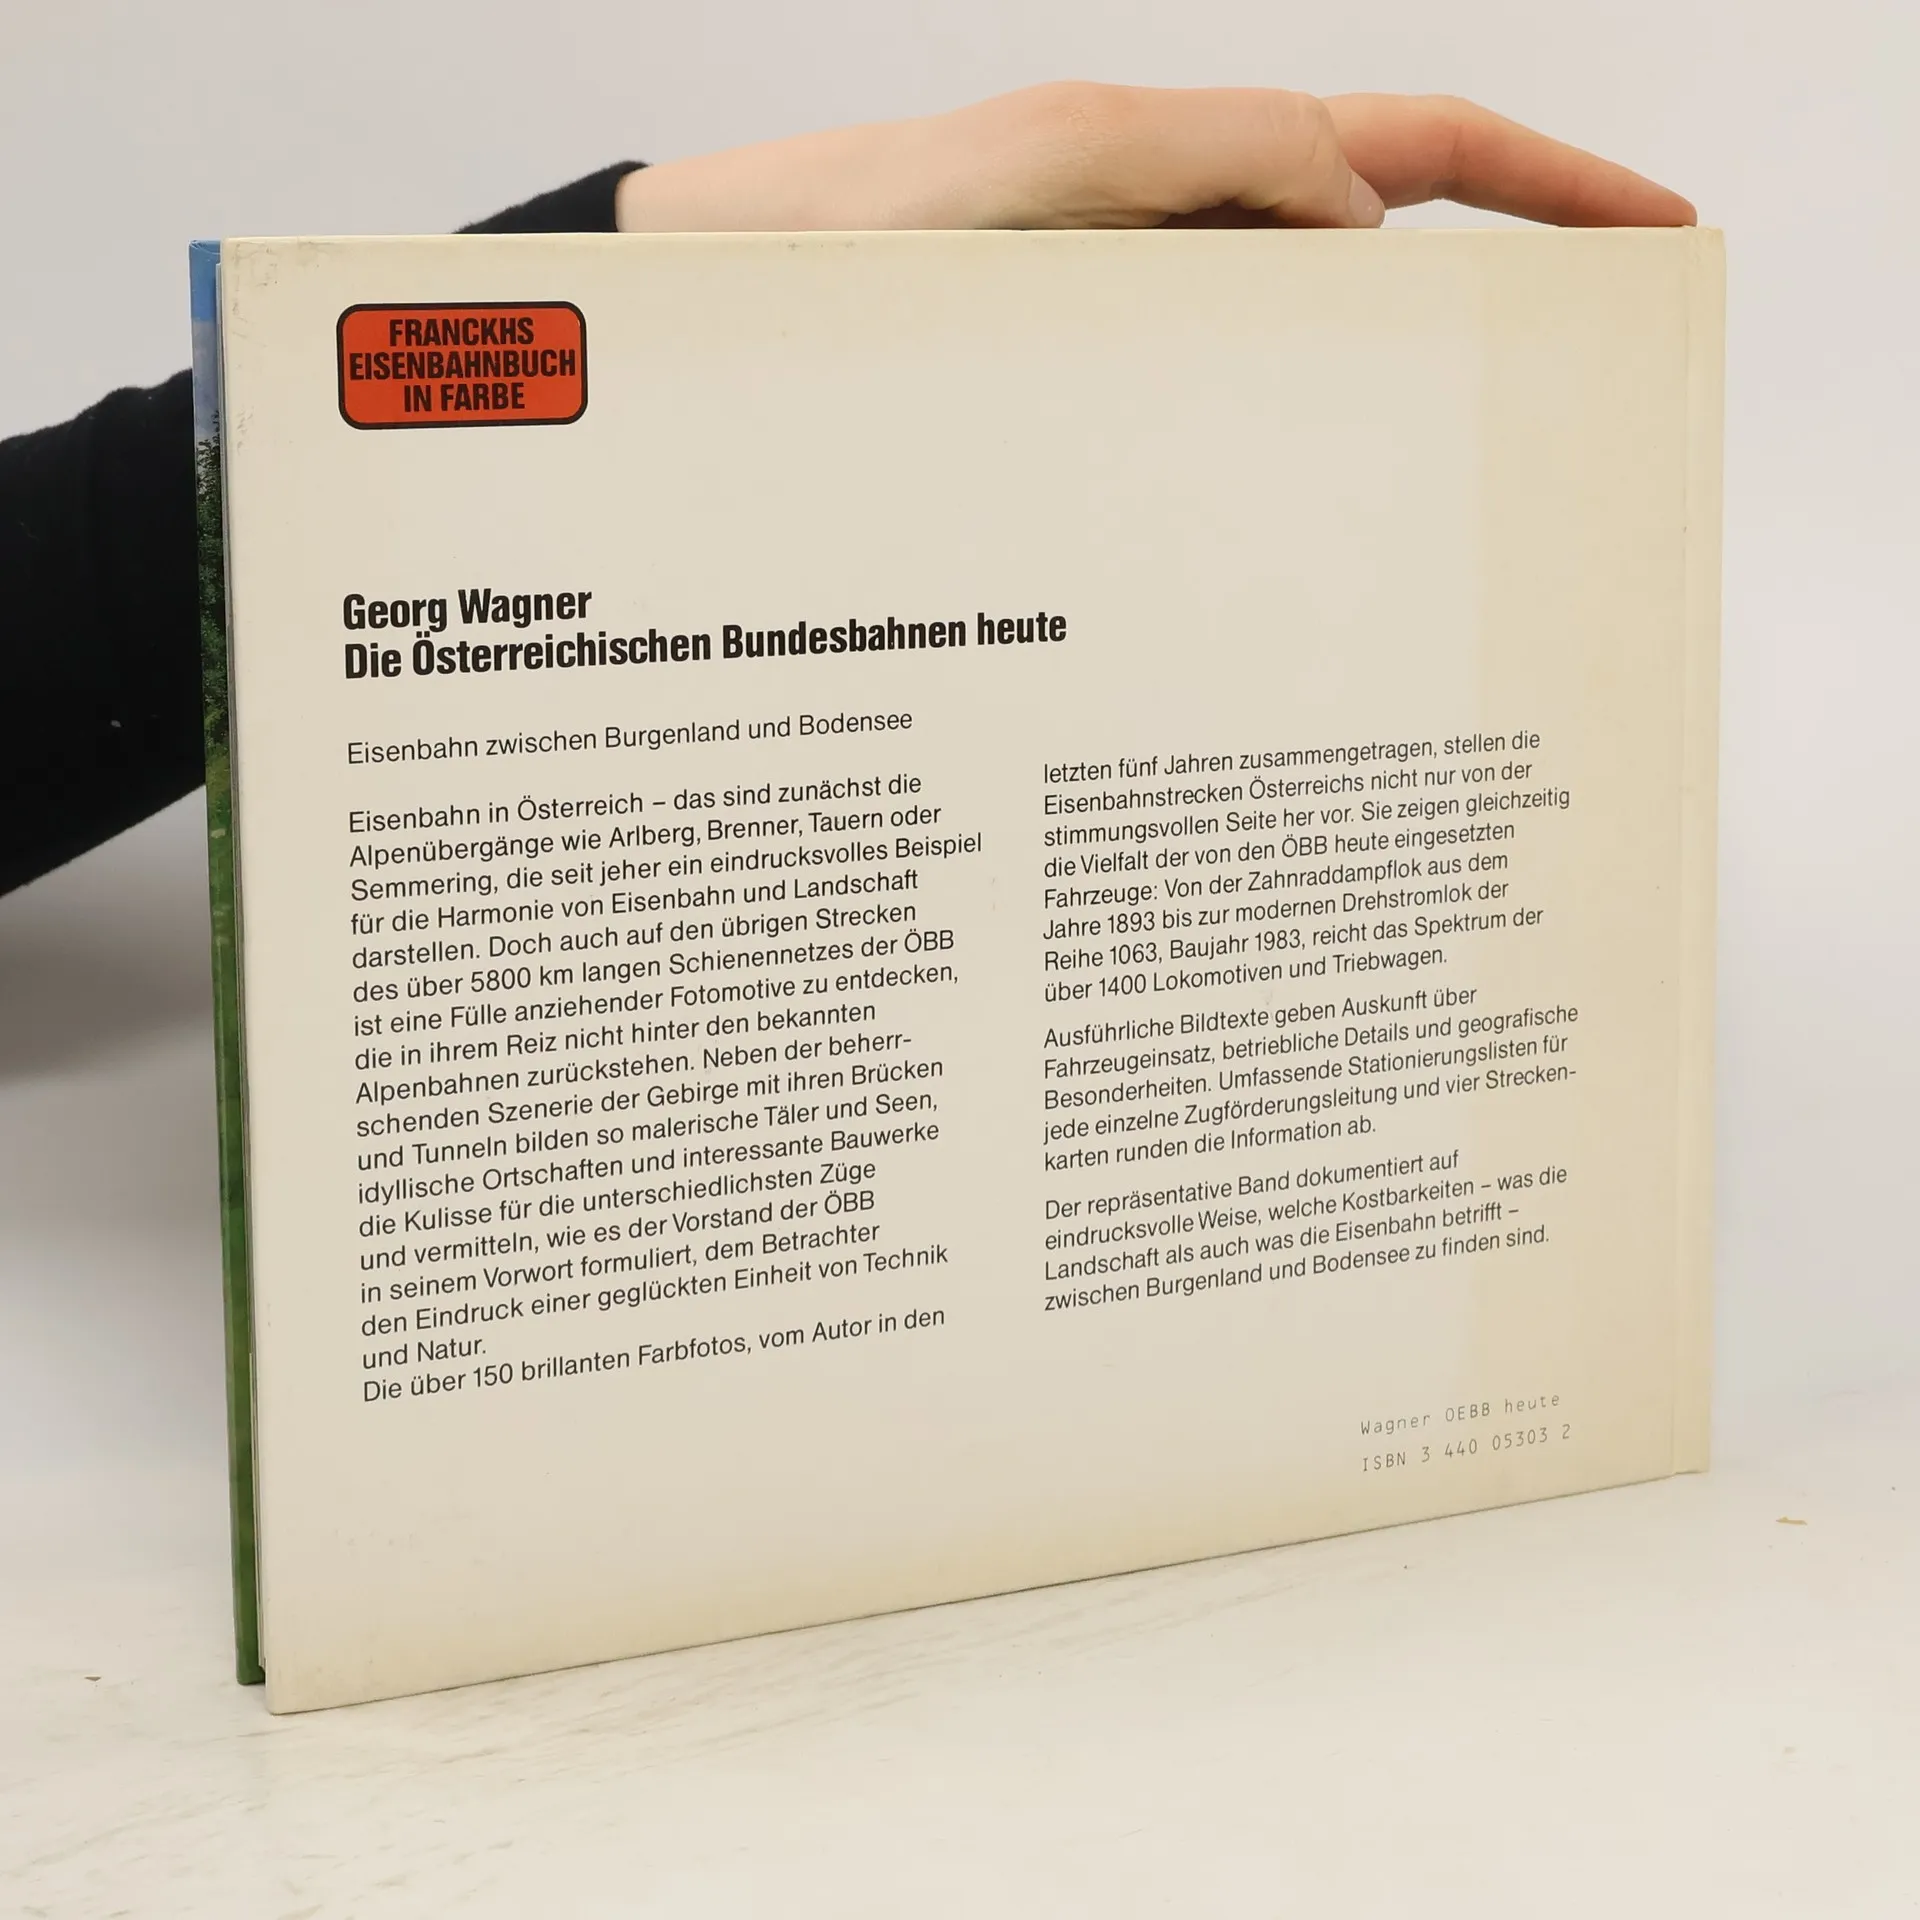 FRANCKHS
EISENBAHNBUCH
IN FARBE
Georg Wagner
Die Österreichischen Bundesbahnen heute
Eisenbahn zwischen Burgenland und Bodensee
Eisenbahn in Österreich – das sind zunächst die
Alpenübergänge wie Arlberg, Brenner, Tauern oder
Semmering, die seit jeher ein eindrucksvolles Beispiel
für die Harmonie von Eisenbahn und Landschaft
darstellen. Doch auch auf den übrigen Strecken
des über 5800 km langen Schienennetzes der ÖBB
ist eine Fülle anziehender Fotomotive zu entdecken,
die in ihrem Reiz nicht hinter den bekannten
Alpenbahnen zurückstehen. Neben der beherr-
schenden Szenerie der Gebirge mit ihren Brücken
und Tunneln bilden so malerische Täler und Seen,
idyllische Ortschaften und interessante Bauwerke
die Kulisse für die unterschiedlichsten Züge
und vermitteln, wie es der Vorstand der ÖBB
in seinem Vorwort formuliert, dem Betrachter
den Eindruck einer geglückten Einheit von Technik
und Natur.
Die über 150 brillanten Farbfotos, vom Autor in den
letzten fünf Jahren zusammengetragen, stellen die
Eisenbahnstrecken Österreichs nicht nur von der
stimmungsvollen Seite her vor. Sie zeigen gleichzeitig
die Vielfalt der von den ÖBB heute eingesetzten
Fahrzeuge: Von der Zahnraddampflok aus dem
Jahre 1893 bis zur modernen Drehstromlok der
Reihe 1063, Baujahr 1983, reicht das Spektrum der
über 1400 Lokomotiven und Triebwagen.
Ausführliche Bildtexte geben Auskunft über
Fahrzeugeinsatz, betriebliche Details und geografische
Besonderheiten. Umfassende Stationierungslisten für
jede einzelne Zugförderungsleitung und vier Strecken-
karten runden die Information ab.
Der repräsentative Band dokumentiert auf
eindrucksvolle Weise, welche Kostbarkeiten – was die
Landschaft als auch was die Eisenbahn betrifft –
zwischen Burgenland und Bodensee zu finden sind.
Wagner OEBB heute
ISBN 3 440 05303 2